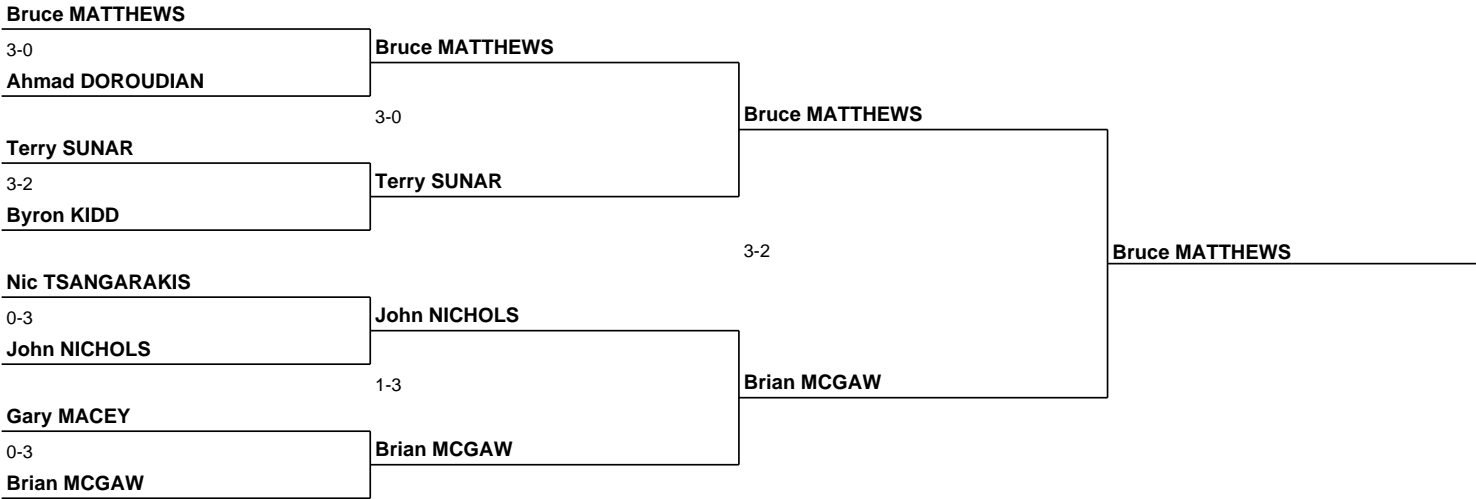 Bruce MATTHEWS
3-0
Bruce MATTHEWS
Ahmad DOROUDIAN
3-0
Bruce MATTHEWS
Terry SUNAR
3-2
Terry SUNAR
Byron KIDD
3-2
Bruce MATTHEWS
Nic TSANGARAKIS
0-3
John NICHOLS
John NICHOLS
1-3
Brian MCGAW
Gary MACEY
0-3
Brian MCGAW
Brian MCGAW